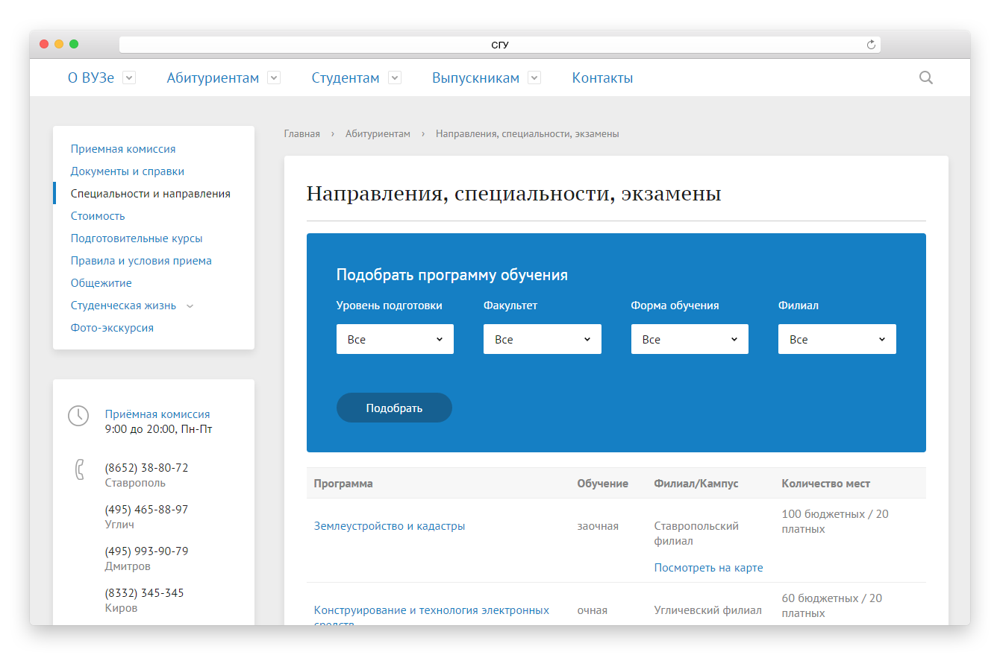 СГУ
О ВУЗе
Абитуриентам
Студентам
Выпускникам
Контакты
Приемная комиссия
Документы и справки
Специальности и направления
Стоимость
Подготовительные курсы
Правила и условия приема
Общежитие
Студенческая жизнь
Фото-экскурсия
Приёмная комиссия
9:00 до 20:00, Пн-Пт
(8652) 38-80-72
Ставрополь
(495) 465-88-97
Углич
(495) 993-90-79
Дмитров
(8332) 345-345
Киров
Главная › Абитуриентам › Направления, специальности, экзамены
Направления, специальности, экзамены
Подобрать программу обучения
Уровень подготовки
Все
Факультет
Все
Форма обучения
Все
Филиал
Все
Подобрать
Программа Обучение Филиал/Кампус Количество мест
Землеустройство и кадастры
заочная
Ставропольский
филиал
Посмотреть на карте
100 бюджетных / 20
платных
Конструирование и технология электронных
средств
очная
Угличевский филиал
60 бюджетных / 20
платных